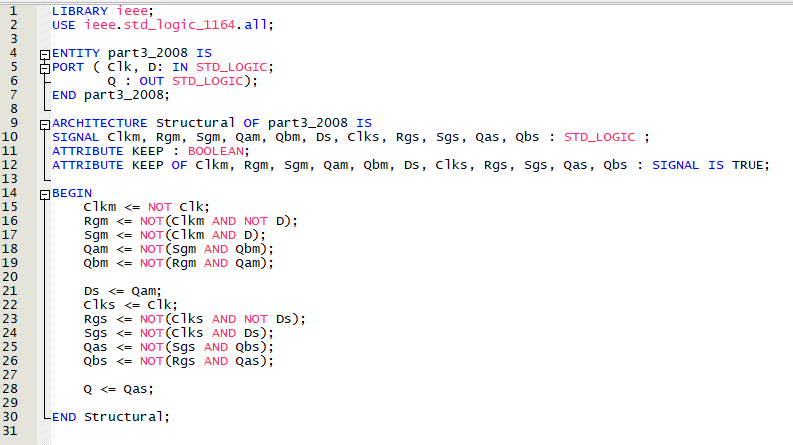 1 LIBRARY ieee;
2 USE ieee.std_logic_1164.all;
3
4 ENTITY part3_2008 IS
5 PORT ( Clk, D: IN STD_LOGIC;
6 Q : OUT STD_LOGIC);
7 END part3_2008;
8
9 ARCHITECTURE Structural OF part3_2008 IS
10 SIGNAL Clkm, Rgm, Sgm, Qam, Qbm, Ds, Clks, Rgs, Sgs, Qas, Qbs : STD_LOGIC ;
11 ATTRIBUTE KEEP : BOOLEAN;
12 ATTRIBUTE KEEP OF Clkm, Rgm, Sgm, Qam, Qbm, Ds, Clks, Rgs, Sgs, Qas, Qbs : SIGNAL IS TRUE;
13
14 BEGIN
15 Clkm <= NOT Clk;
16 Rgm <= NOT(Clkm AND NOT D);
17 Sgm <= NOT(Clkm AND D);
18 Qam <= NOT(Sgm AND Qbm);
19 Qbm <= NOT(Rgm AND Qam);
20
21 Ds <= Qam;
22 Clks <= Clk;
23 Rgs <= NOT(Clks AND NOT Ds);
24 Sgs <= NOT(Clks AND Ds);
25 Qas <= NOT(Sgs AND Qbs);
26 Qbs <= NOT(Rgs AND Qas);
27
28 Q <= Qas;
29
30 END Structural;
31